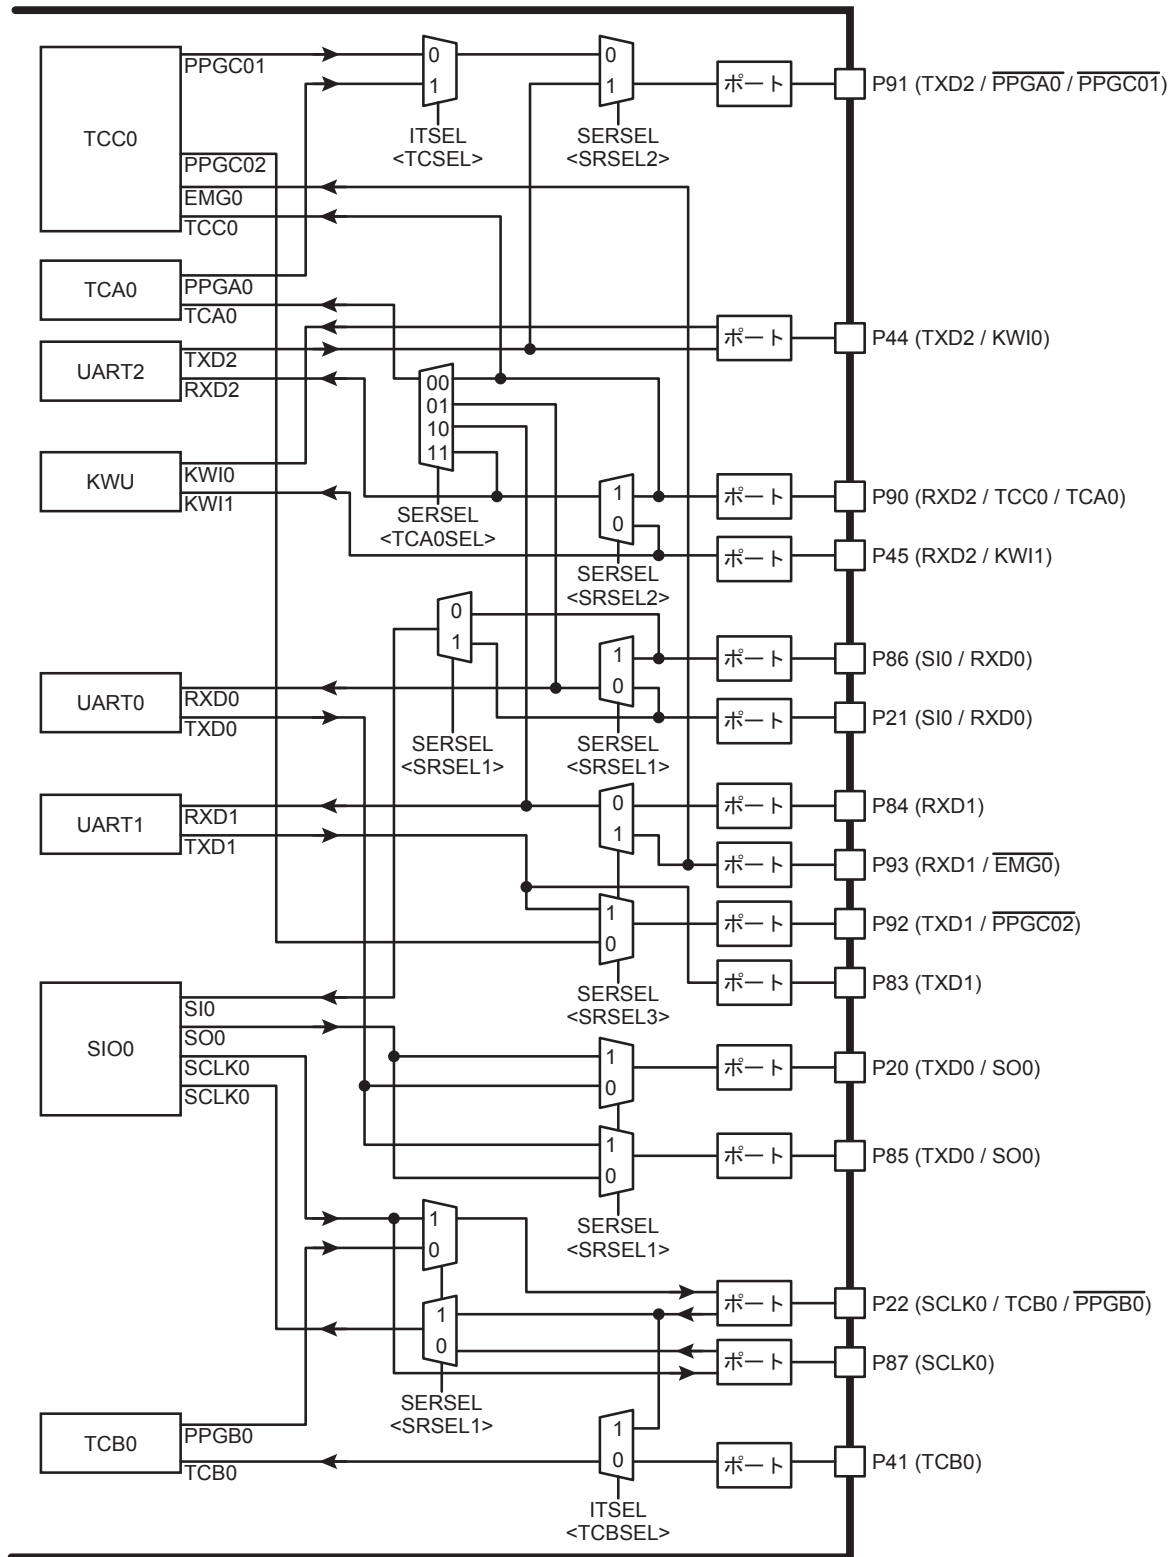 PPGC01
0
1
0
1
ポート
P91 (TXD2 / PPGA0 / PPGC01)
TCC0
ITSEL
<TCSEL>
SERSEL
<SRSEL2>
PPGC02
EMG0
TCC0
TCA0
PPGA0
TCA0
ポート
P44 (TXD2 / KWI0)
UART2
TXD2
RXD2
00
01
10
11
KWU
KWI0
KWI1
SERSEL
<TCA0SEL>
1
0
ポート
P90 (RXD2 / TCC0 / TCA0)
ポート
P45 (RXD2 / KWI1)
SERSEL
<SRSEL2>
0
1
1
0
ポート
P86 (SI0 / RXD0)
UART0
RXD0
TXD0
ポート
P21 (SI0 / RXD0)
SERSEL
<SRSEL1>
SERSEL
<SRSEL1>
UART1
RXD1
TXD1
0
1
ポート
P84 (RXD1)
ポート
P93 (RXD1 / EMG0)
1
0
ポート
P92 (TXD1 / PPGC02)
ポート
P83 (TXD1)
SERSEL
<SRSEL3>
SIO0
SI0
SO0
SCLK0
SCLK0
1
0
ポート
P20 (TXD0 / SO0)
1
0
ポート
P85 (TXD0 / SO0)
SERSEL
<SRSEL1>
1
0
1
0
ポート
P22 (SCLK0 / TCB0 / PPGB0)
ポート
P87 (SCLK0)
SERSEL
<SRSEL1>
TCB0
PPGB0
TCB0
1
0
ポート
P41 (TCB0)
ITSEL
<TCBSEL>